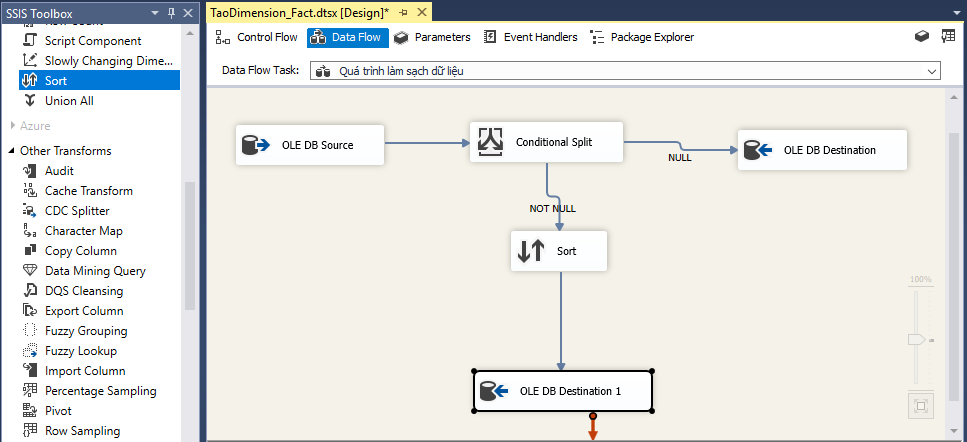 SSIS Toolbox
Script Component
Slowly Changing Dime...
Sort
Union All
Azure
Other Transforms
Audit
Cache Transform
CDC Splitter
Character Map
Copy Column
Data Mining Query
DQS Cleansing
Export Column
Fuzzy Grouping
Fuzzy Lookup
Import Column
Percentage Sampling
Pivot
Row Sampling
TaoDimension_Fact.dtsx [Design]*
Control Flow
Data Flow
Parameters
Event Handlers
Package Explorer
Data Flow Task:
Quá trình làm sạch dữ liệu
OLE DB Source
Conditional Split
NULL
OLE DB Destination
NOT NULL
Sort
OLE DB Destination 1
100%